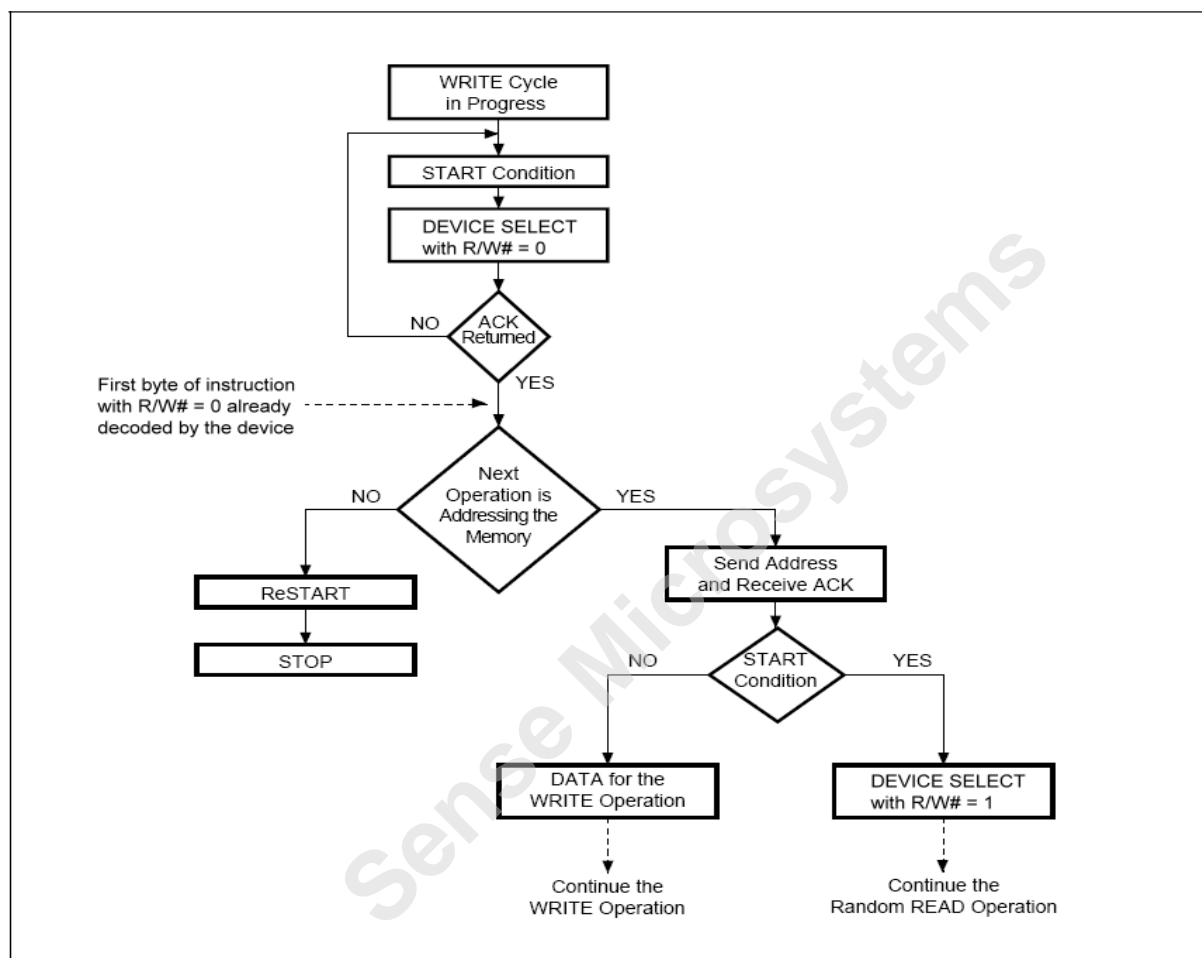 WRITE Cycle
in Progress
START Condition
DEVICE SELECT
with R/W# = 0
ACK
Returned
NO
YES
First byte of instruction
with R/W# = 0 already
decoded by the device
Next
Operation is
Addressing the
Memory
NO
YES
ReSTART
STOP
Send Address
and Receive ACK
START
Condition
NO
YES
DATA for the
WRITE Operation
DEVICE SELECT
with R/W# = 1
Continue the
WRITE Operation
Continue the
Random READ Operation
Sense Microsystems